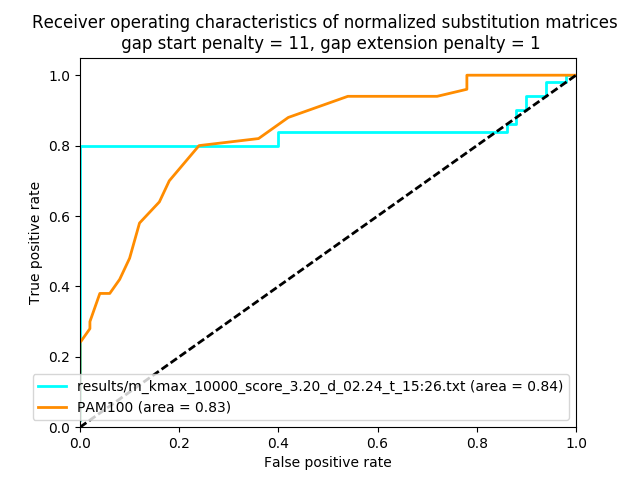 Receiver operating characteristics of normalized substitution matrices
gap start penalty = 11, gap extension penalty = 1
1.0
0.8
0.6
0.4
0.2
0.0
True positive rate
results/m_kmax_10000_score_3.20_d_02.24_t_15:26.txt (area = 0.84)
PAM100 (area = 0.83)
0.0 0.2 0.4 0.6 0.8 1.0
False positive rate